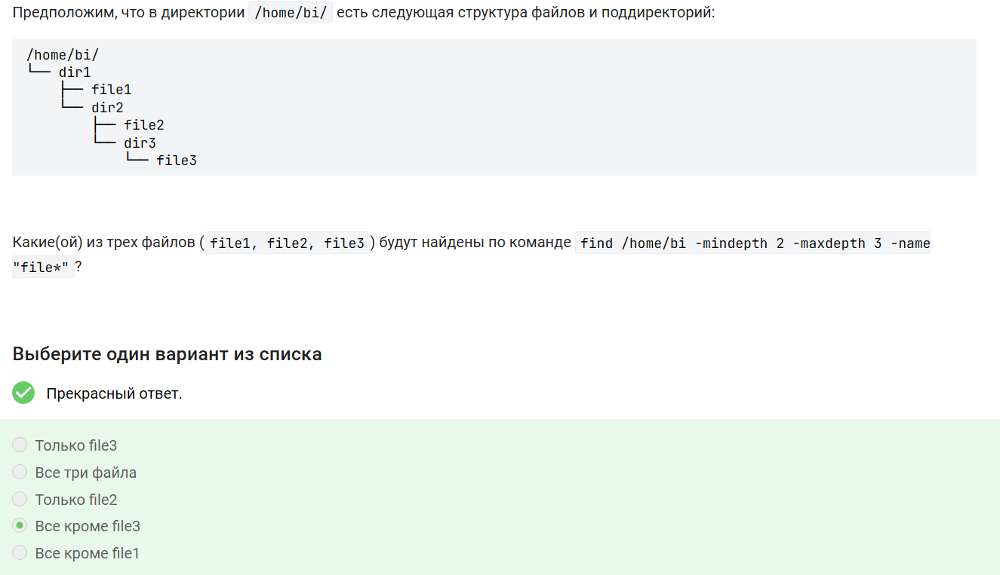 Предположим, что в директории /home/bi/ есть следующая структура файлов и поддиректорий:
/home/bi/
└── dir1
    ├── file1
    └── dir2
        ├── file2
        └── dir3
            └── file3
Какие(ой) из трех файлов ( file1, file2, file3 ) будут найдены по команде find /home/bi -mindepth 2 -maxdepth 3 -name
"file*" ?
Выберите один вариант из списка
Прекрасный ответ.
Только file3
Все три файла
Только file2
Все кроме file3
Все кроме file1